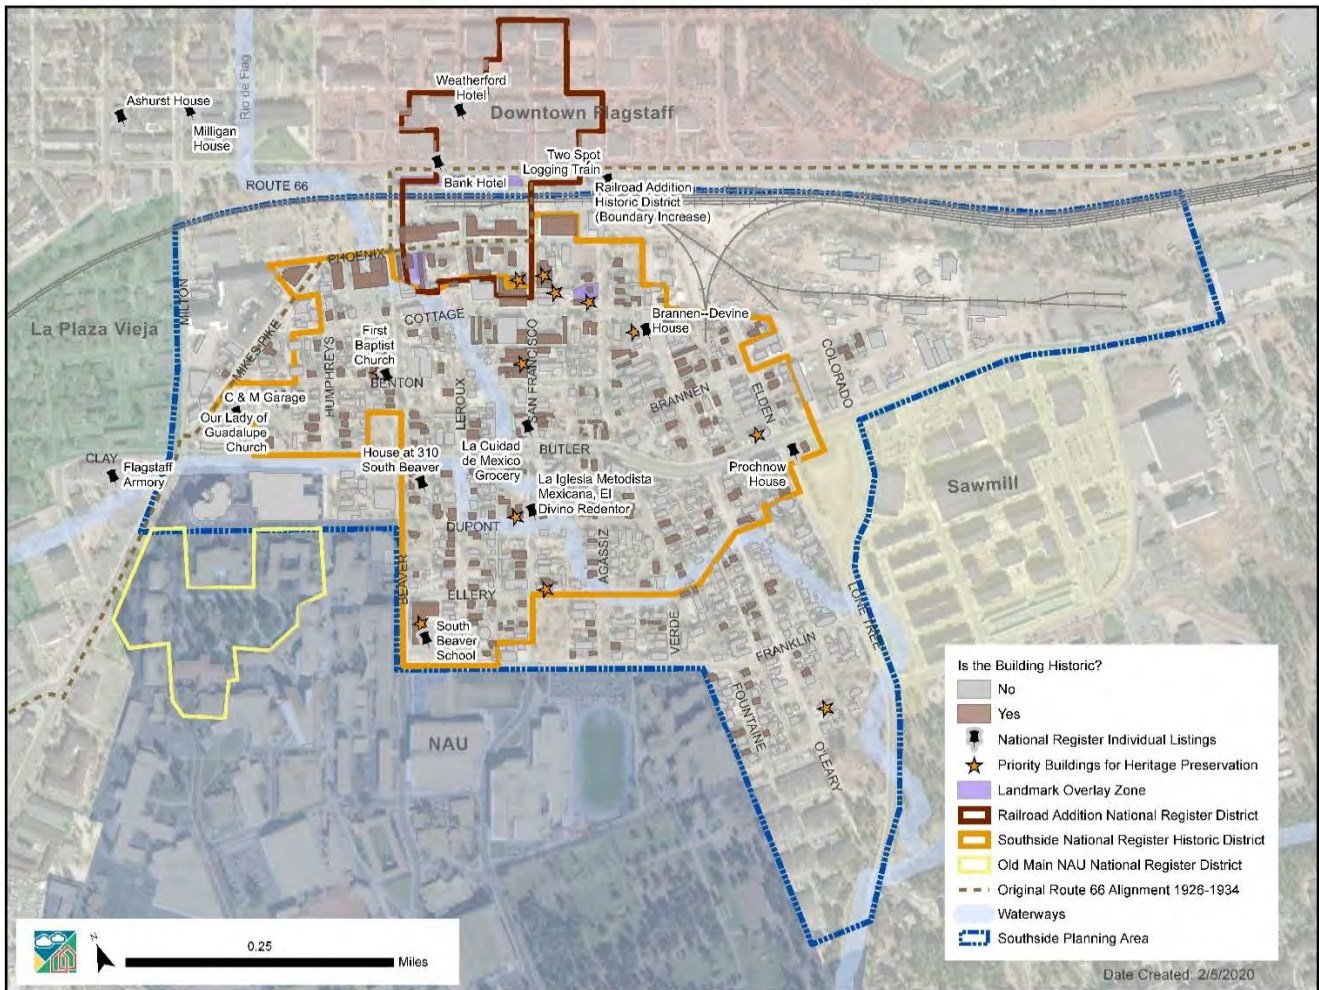 Weatherford
Hotel
Downtown Flagstaff
Ashurst House
Milligan
House
Rio de Flag
Two Spot
Logging Train
Bank Hotel
ROUTE 66
Railroad Addition
Historic District
(Boundary Increase)
PHOENIX
MILTON
La Plaza Vieja
MIKES PIKE
COTTAGE
Brannen--Devine
House
First
Baptist
Church
HUMPHREYS
BENTON
LEROUX
SAN FRANCISCO
BRANNEN
ELDEN
COLORADO
C & M Garage
Our Lady of
Guadalupe
Church
CLAY
Flagstaff
Armory
House at 310
South Beaver
La Cuidad
de Mexico
Grocery
BUTLER
La Iglesia Metodista
Mexicana, El
Divino Redentor
Prochnow
House
Sawmill
DUPONT
AGASSIZ
BEAVER
ELLERY
South
Beaver
School
VERDE
LONE TREE
FRANKLIN
FOUNTAINE
O'LEARY
NAU
Is the Building Historic?
No
Yes
National Register Individual Listings
Priority Buildings for Heritage Preservation
Landmark Overlay Zone
Railroad Addition National Register District
Southside National Register Historic District
Old Main NAU National Register District
Original Route 66 Alignment 1926-1934
Waterways
Southside Planning Area
Z
0.25
Miles
Date Created: 2/5/2020